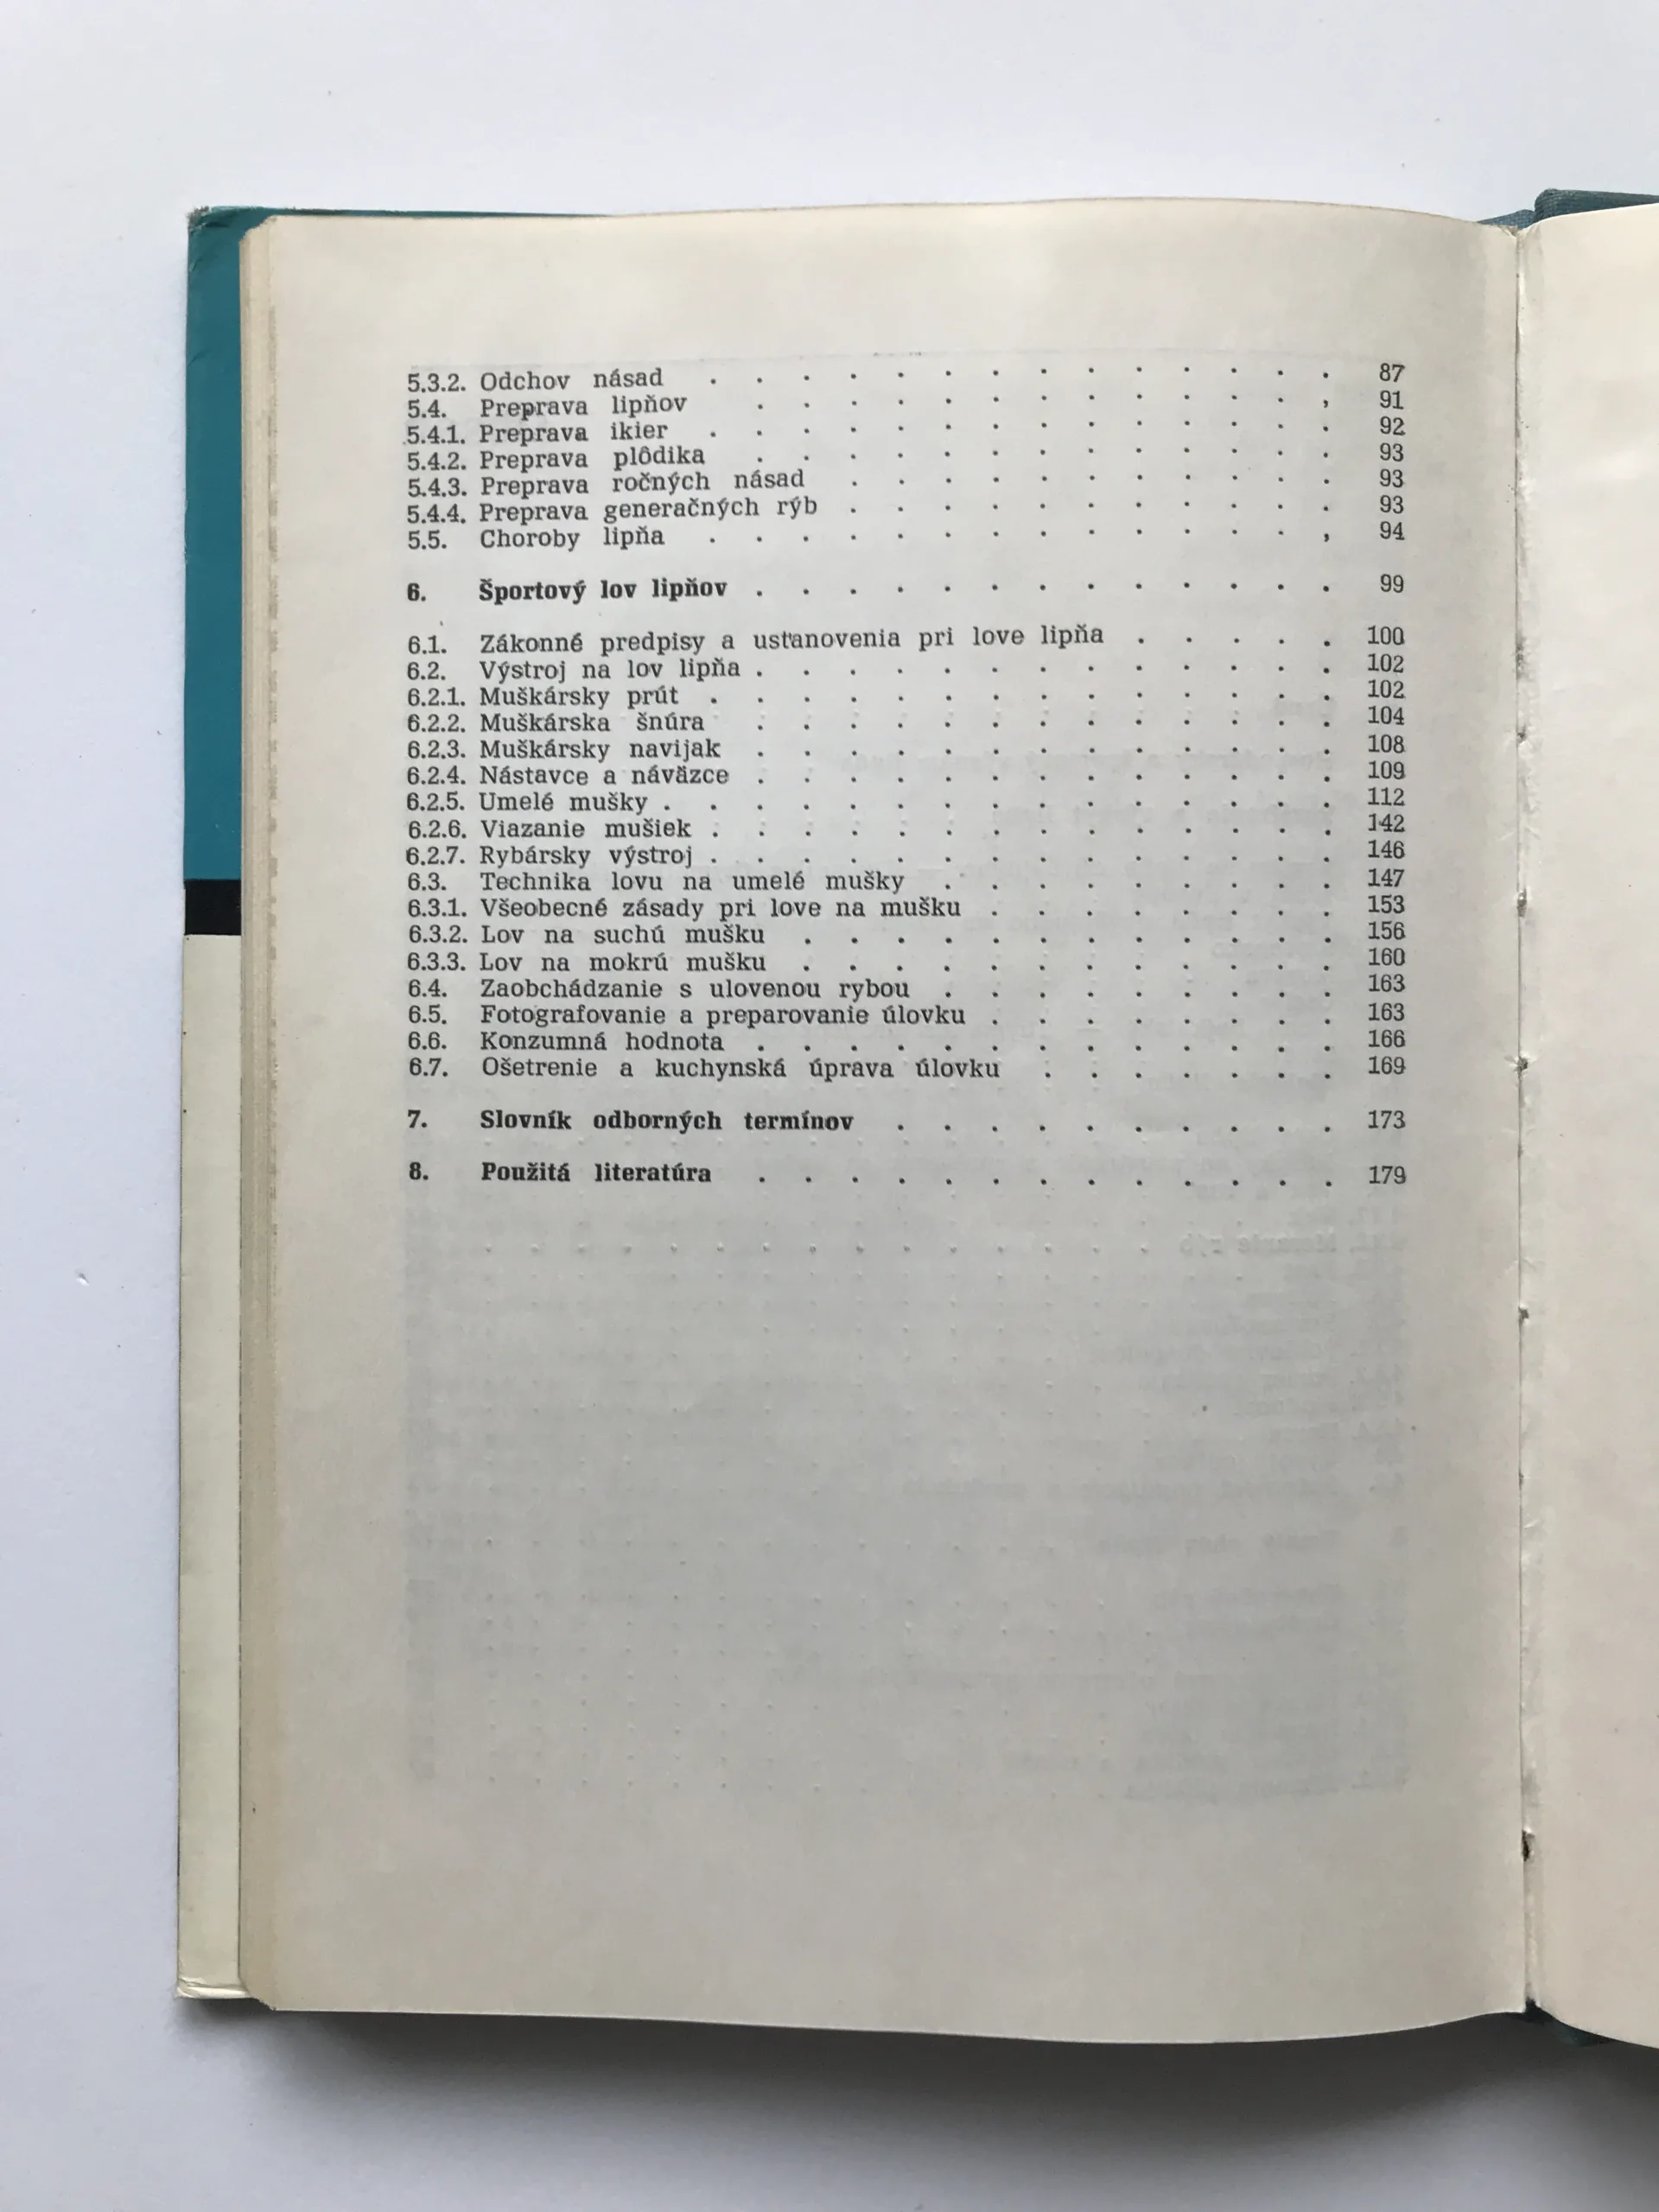 5.3.2. Odchov násad . . . . . . . . . . . . . . 87
5.4. Preprava lipňov . . . . . . . . . . . . , 91
5.4.1. Preprava ikier . . . . . . . . . . . . . . 92
5.4.2. Preprava plôdika . . . . . . . . . . . . . 93
5.4.3. Preprava ročných násad . . . . . . . . . . . 93
5.4.4. Preprava generačných rýb . . . . . . . . . . . 93
5.5. Choroby lipňa . . . . . . . . . . . . . , 94
6. Športový lov lipňov . . . . . . . . . . . . . 99
6.1. Zákonné predpisy a ustanovenia pri love lipňa . . . . . 100
6.2. Výstroj na lov lipňa . . . . . . . . . . . . . 102
6.2.1. Muškársky prút . . . . . . . . . . . . . . 102
6.2.2. Muškárska šnúra . . . . . . . . . . . . . 104
6.2.3. Muškársky navijak . . . . . . . . . . . . . 108
6.2.4. Nástavce a náväzce . . . . . . . . . . . . . 109
6.2.5. Umelé mušky . . . . . . . . . . . . . . . 112
6.2.6. Viazanie mušiek . . . . . . . . . . . . . . 142
6.2.7. Rybársky výstroj . . . . . . . . . . . . . . 146
6.3. Technika lovu na umelé mušky . . . . . . . . . 147
6.3.1. Všeobecné zásady pri love na mušku . . . . . . . . 153
6.3.2. Lov na suchú mušku . . . . . . . . . . . . 156
6.3.3. Lov na mokrú mušku . . . . . . . . . . . . 160
6.4. Zaobchádzanie s ulovenou rybou . . . . . . . . . 163
6.5. Fotografovanie a preparovanie úlovku . . . . . . . . 163
6.6. Konzumná hodnota . . . . . . . . . . . . . 166
6.7. Ošetrenie a kuchynská úprava úlovku . . . . . . . 169
7. Slovník odborných termínov . . . . . . . . . . 173
8. Použitá literatúra . . . . . . . . . . . . . 179